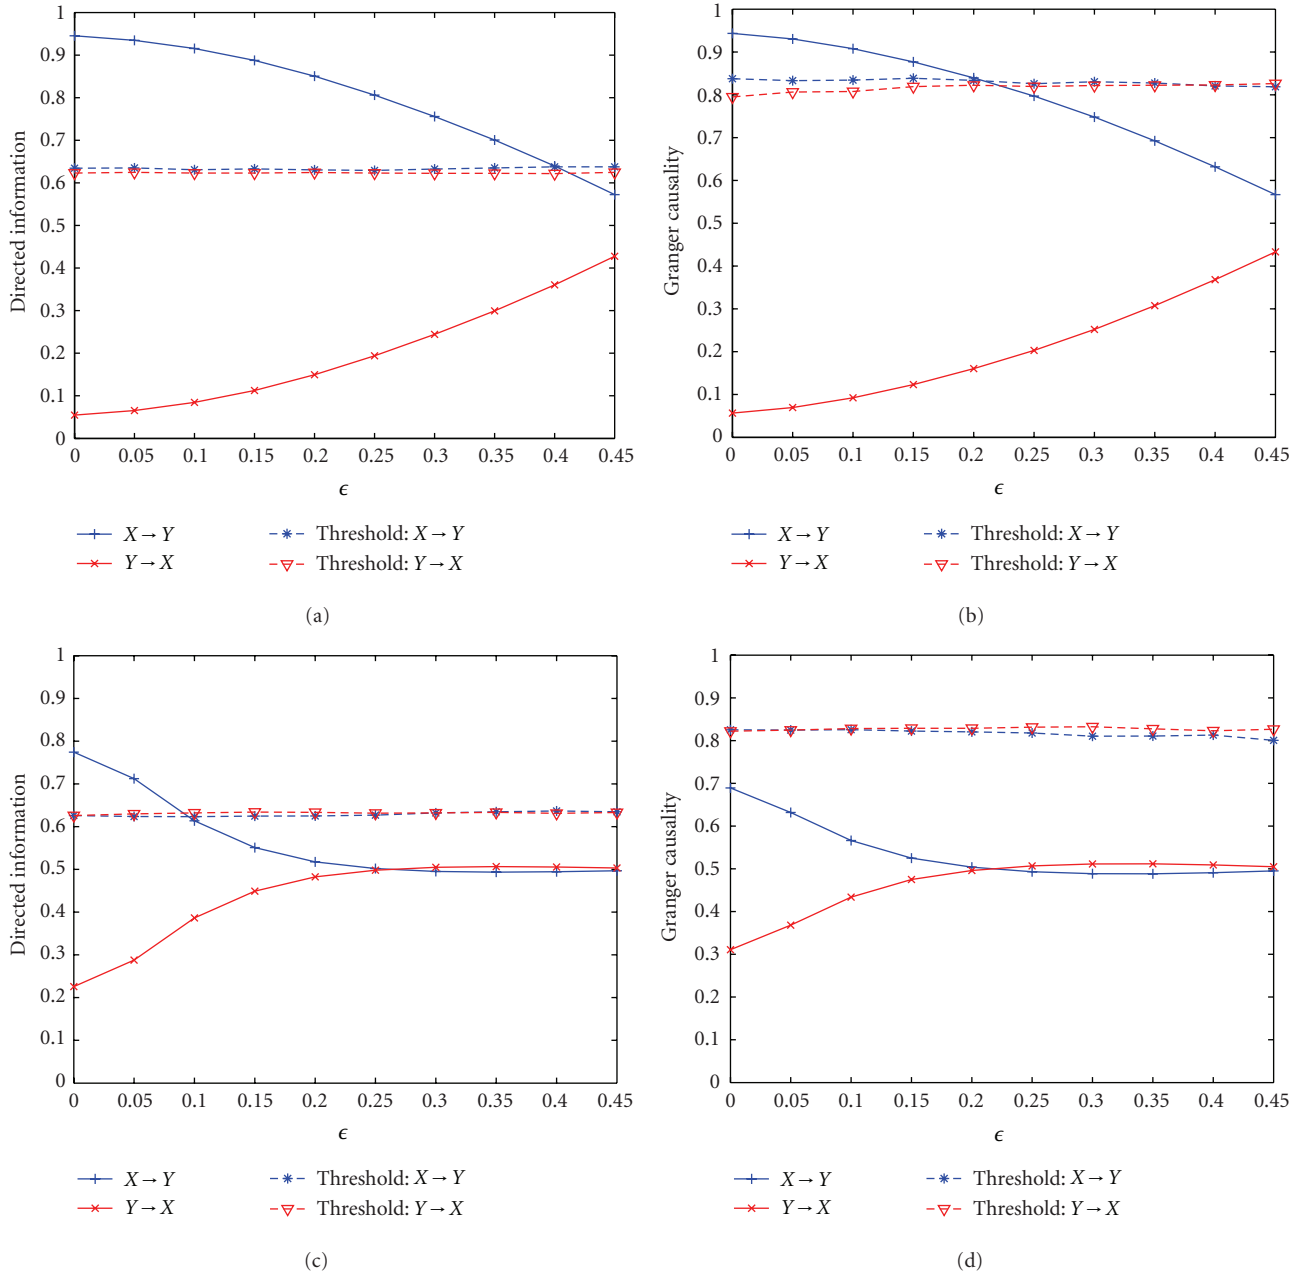 1
0.9
0.8
0.7
0.6
0.5
0.4
0.3
0.2
0.1
0
Directed information
0 0.05 0.1 0.15 0.2 0.25 0.3 0.35 0.4 0.45
ϵ
X → Y Threshold: X → Y
Y → X Threshold: Y → X
(a)
1
0.9
0.8
0.7
0.6
0.5
0.4
0.3
0.2
0.1
0
Granger causality
0 0.05 0.1 0.15 0.2 0.25 0.3 0.35 0.4 0.45
ϵ
X → Y Threshold: X → Y
Y → X Threshold: Y → X
(b)
1
0.9
0.8
0.7
0.6
0.5
0.4
0.3
0.2
0.1
0
Directed information
0 0.05 0.1 0.15 0.2 0.25 0.3 0.35 0.4 0.45
ϵ
X → Y Threshold: X → Y
Y → X Threshold: Y → X
(c)
1
0.9
0.8
0.7
0.6
0.5
0.4
0.3
0.2
0.1
0
Granger causality
0 0.05 0.1 0.15 0.2 0.25 0.3 0.35 0.4 0.45
ϵ
X → Y Threshold: X → Y
Y → X Threshold: Y → X
(d)